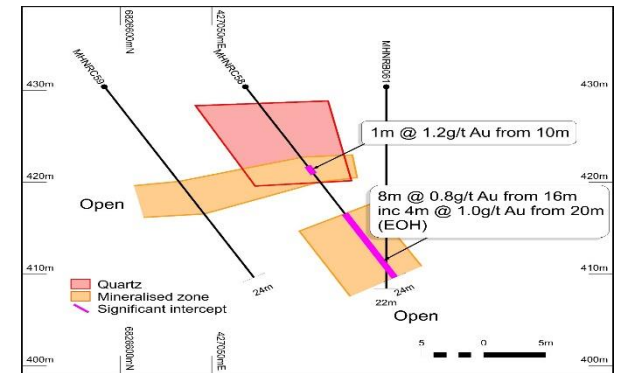 6826600mN
427050mE
MHNRC59
MHNRC58
MHNRB061
430m
430m
1m @ 1.2g/t Au from 10m
420m
420m
Open
8m @ 0.8g/t Au from 16m
inc 4m @ 1.0g/t Au from 20m
(EOH)
410m
410m
Quartz
Mineralised zone
Significant intercept
24m
24m
22m
Open
5
0
5m
400m
400m
6826600mN
427050mE